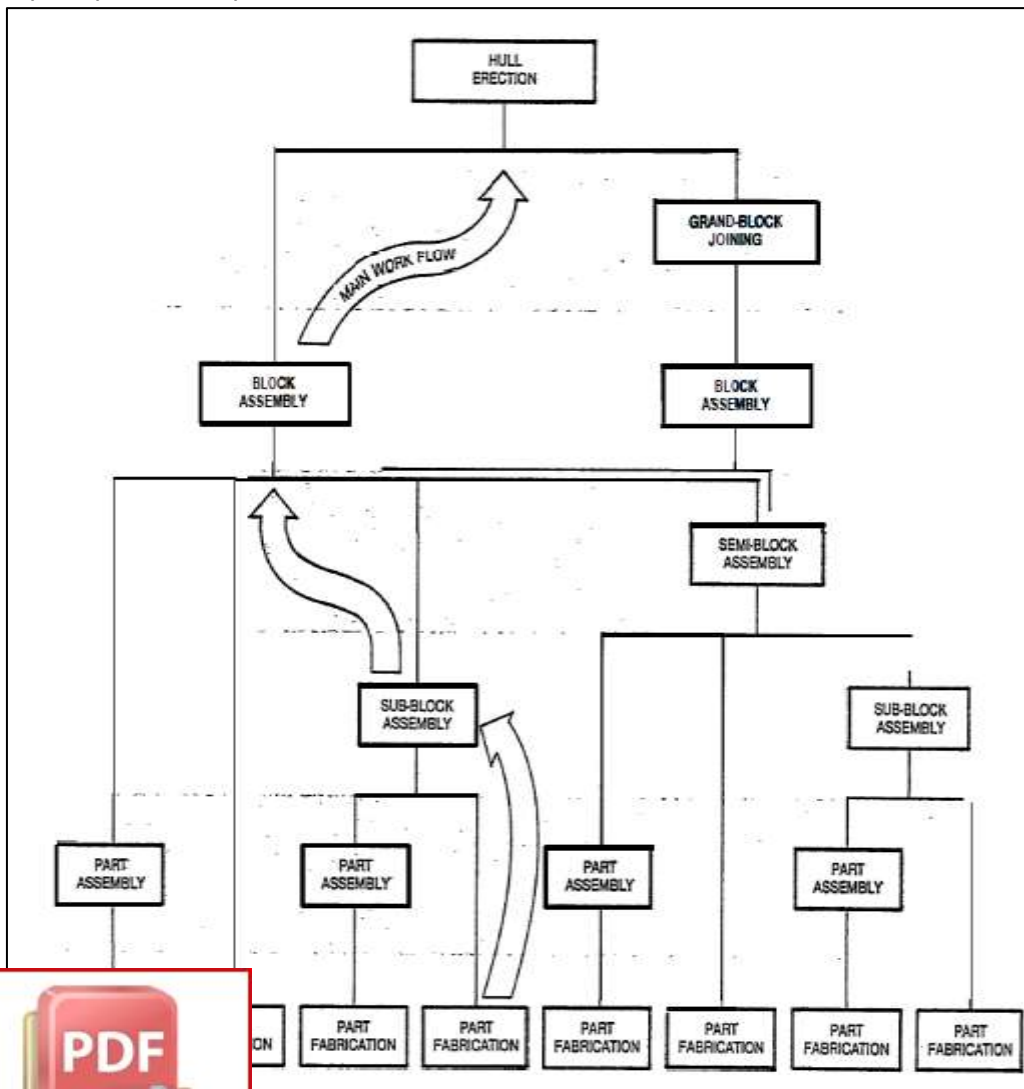 HULL
ERECTION
GRAND-BLOCK
JOINING
MAIN WORK FLOW
BLOCK
ASSEMBLY
BLOCK
ASSEMBLY
SEMI-BLOCK
ASSEMBLY
SUB-BLOCK
ASSEMBLY
SUB-BLOCK
ASSEMBLY
PART
ASSEMBLY
PART
ASSEMBLY
PART
ASSEMBLY
PART
ASSEMBLY
PDF
ON
PART
FABRICATION
PART
FABRICATION
PART
FABRICATION
PART
FABRICATION
PART
FABRICATION
PART
FABRICATION